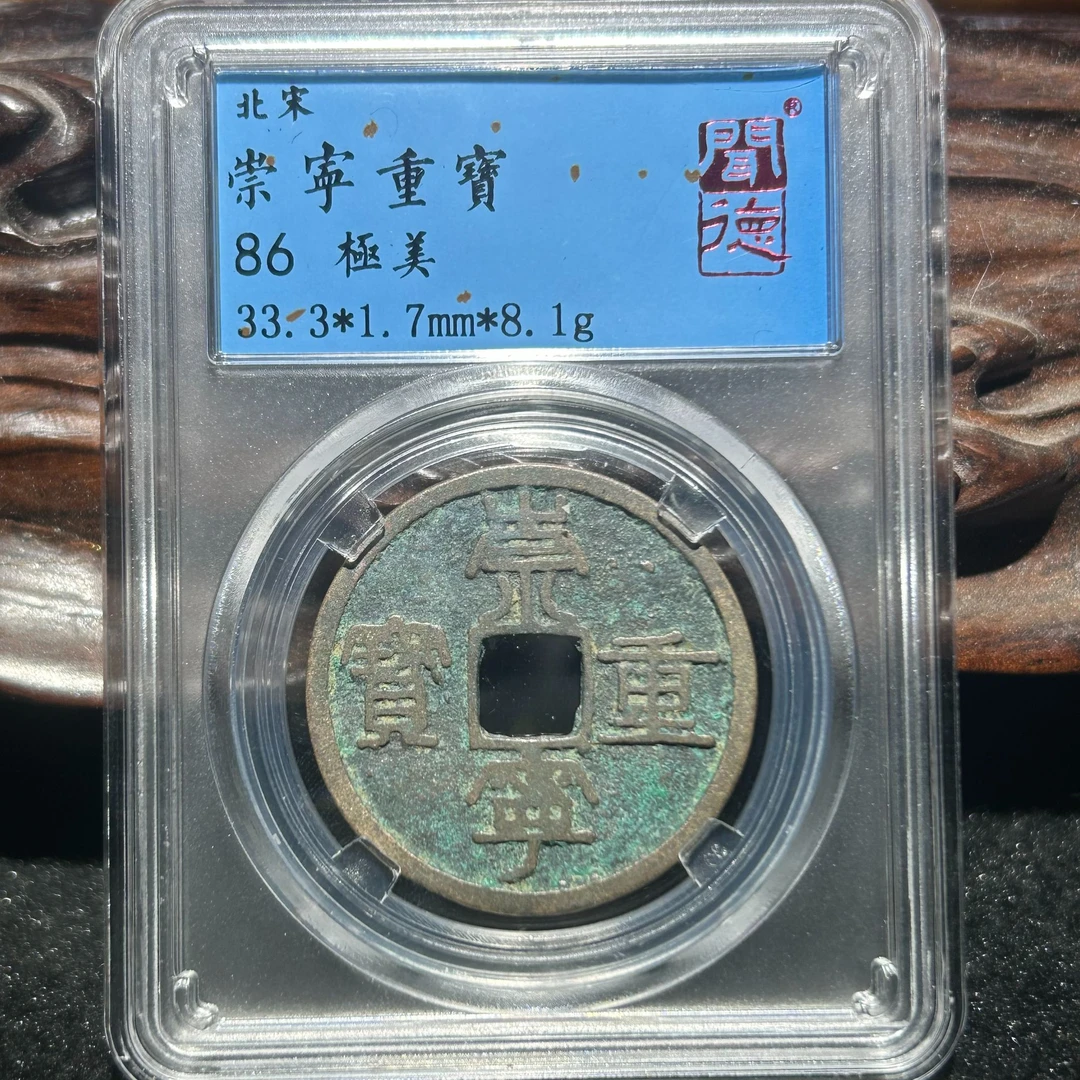 北宋
崇寧重寶
86 極美
33.3*1.7mm*8.1g
聞德
崇寧重寶